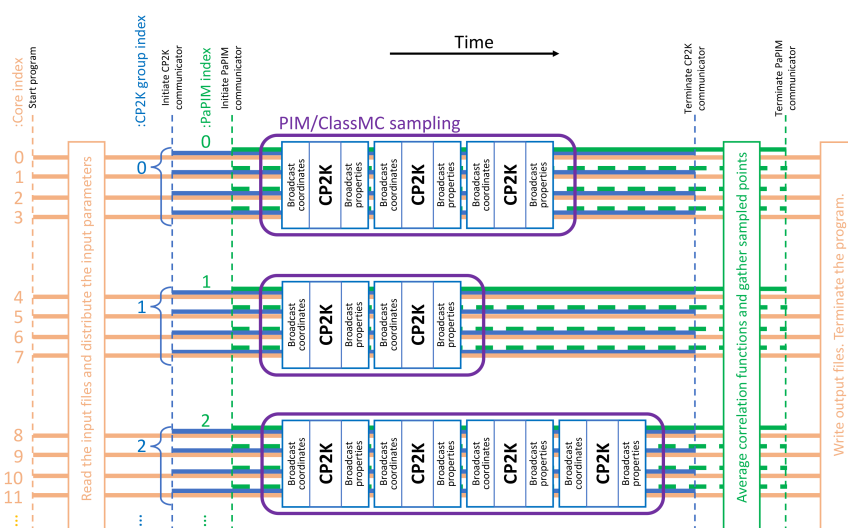 :Core index
Start program
:CP2K group index
Initiate CP2K
communicator
:PaPIM index
Initiate PaPIM
communicator
Time
Terminate CP2K
communicator
Terminate PaPIM
communicator
PIM/ClassMC sampling
Read the input files and distribute the input parameters
Average correlation functions and gather sampled points
Write output files. Terminate the program.
0
0
0
1
2
3
Broadcast
coordinates
CP2K
Broadcast
properties
Broadcast
coordinates
CP2K
Broadcast
properties
Broadcast
coordinates
CP2K
Broadcast
properties
1
1
4
5
6
7
Broadcast
coordinates
CP2K
Broadcast
properties
Broadcast
coordinates
CP2K
Broadcast
properties
2
2
8
9
10
11
Broadcast
coordinates
CP2K
Broadcast
properties
Broadcast
coordinates
CP2K
Broadcast
properties
Broadcast
coordinates
CP2K
Broadcast
properties
Broadcast
coordinates
CP2K
Broadcast
properties
...
...
...